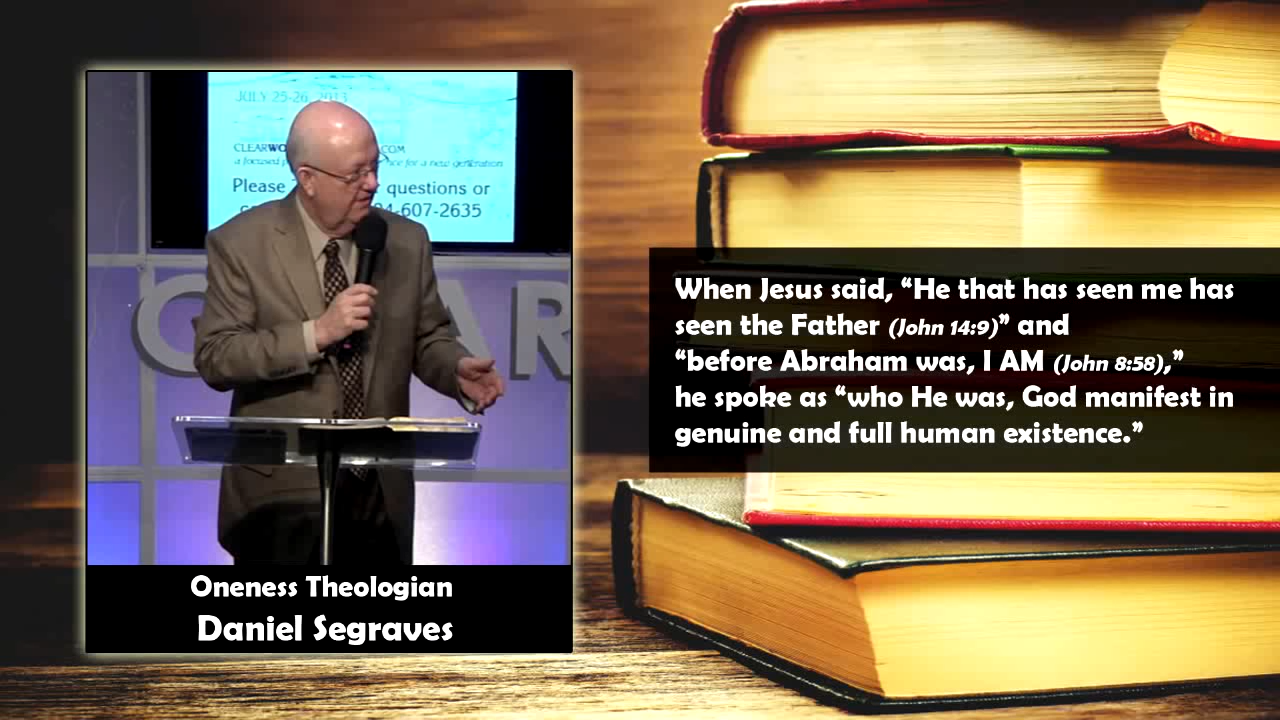 JULY 25-26, 2013
CLEARWO COM
a focused ce for a new generation
Please questions or
4-607-2635
C AR
Oneness Theologian
Daniel Segraves
When Jesus said, “He that has seen me has
seen the Father (John 14:9)” and
“before Abraham was, I AM (John 8:58),”
he spoke as “who He was, God manifest in
genuine and full human existence.”